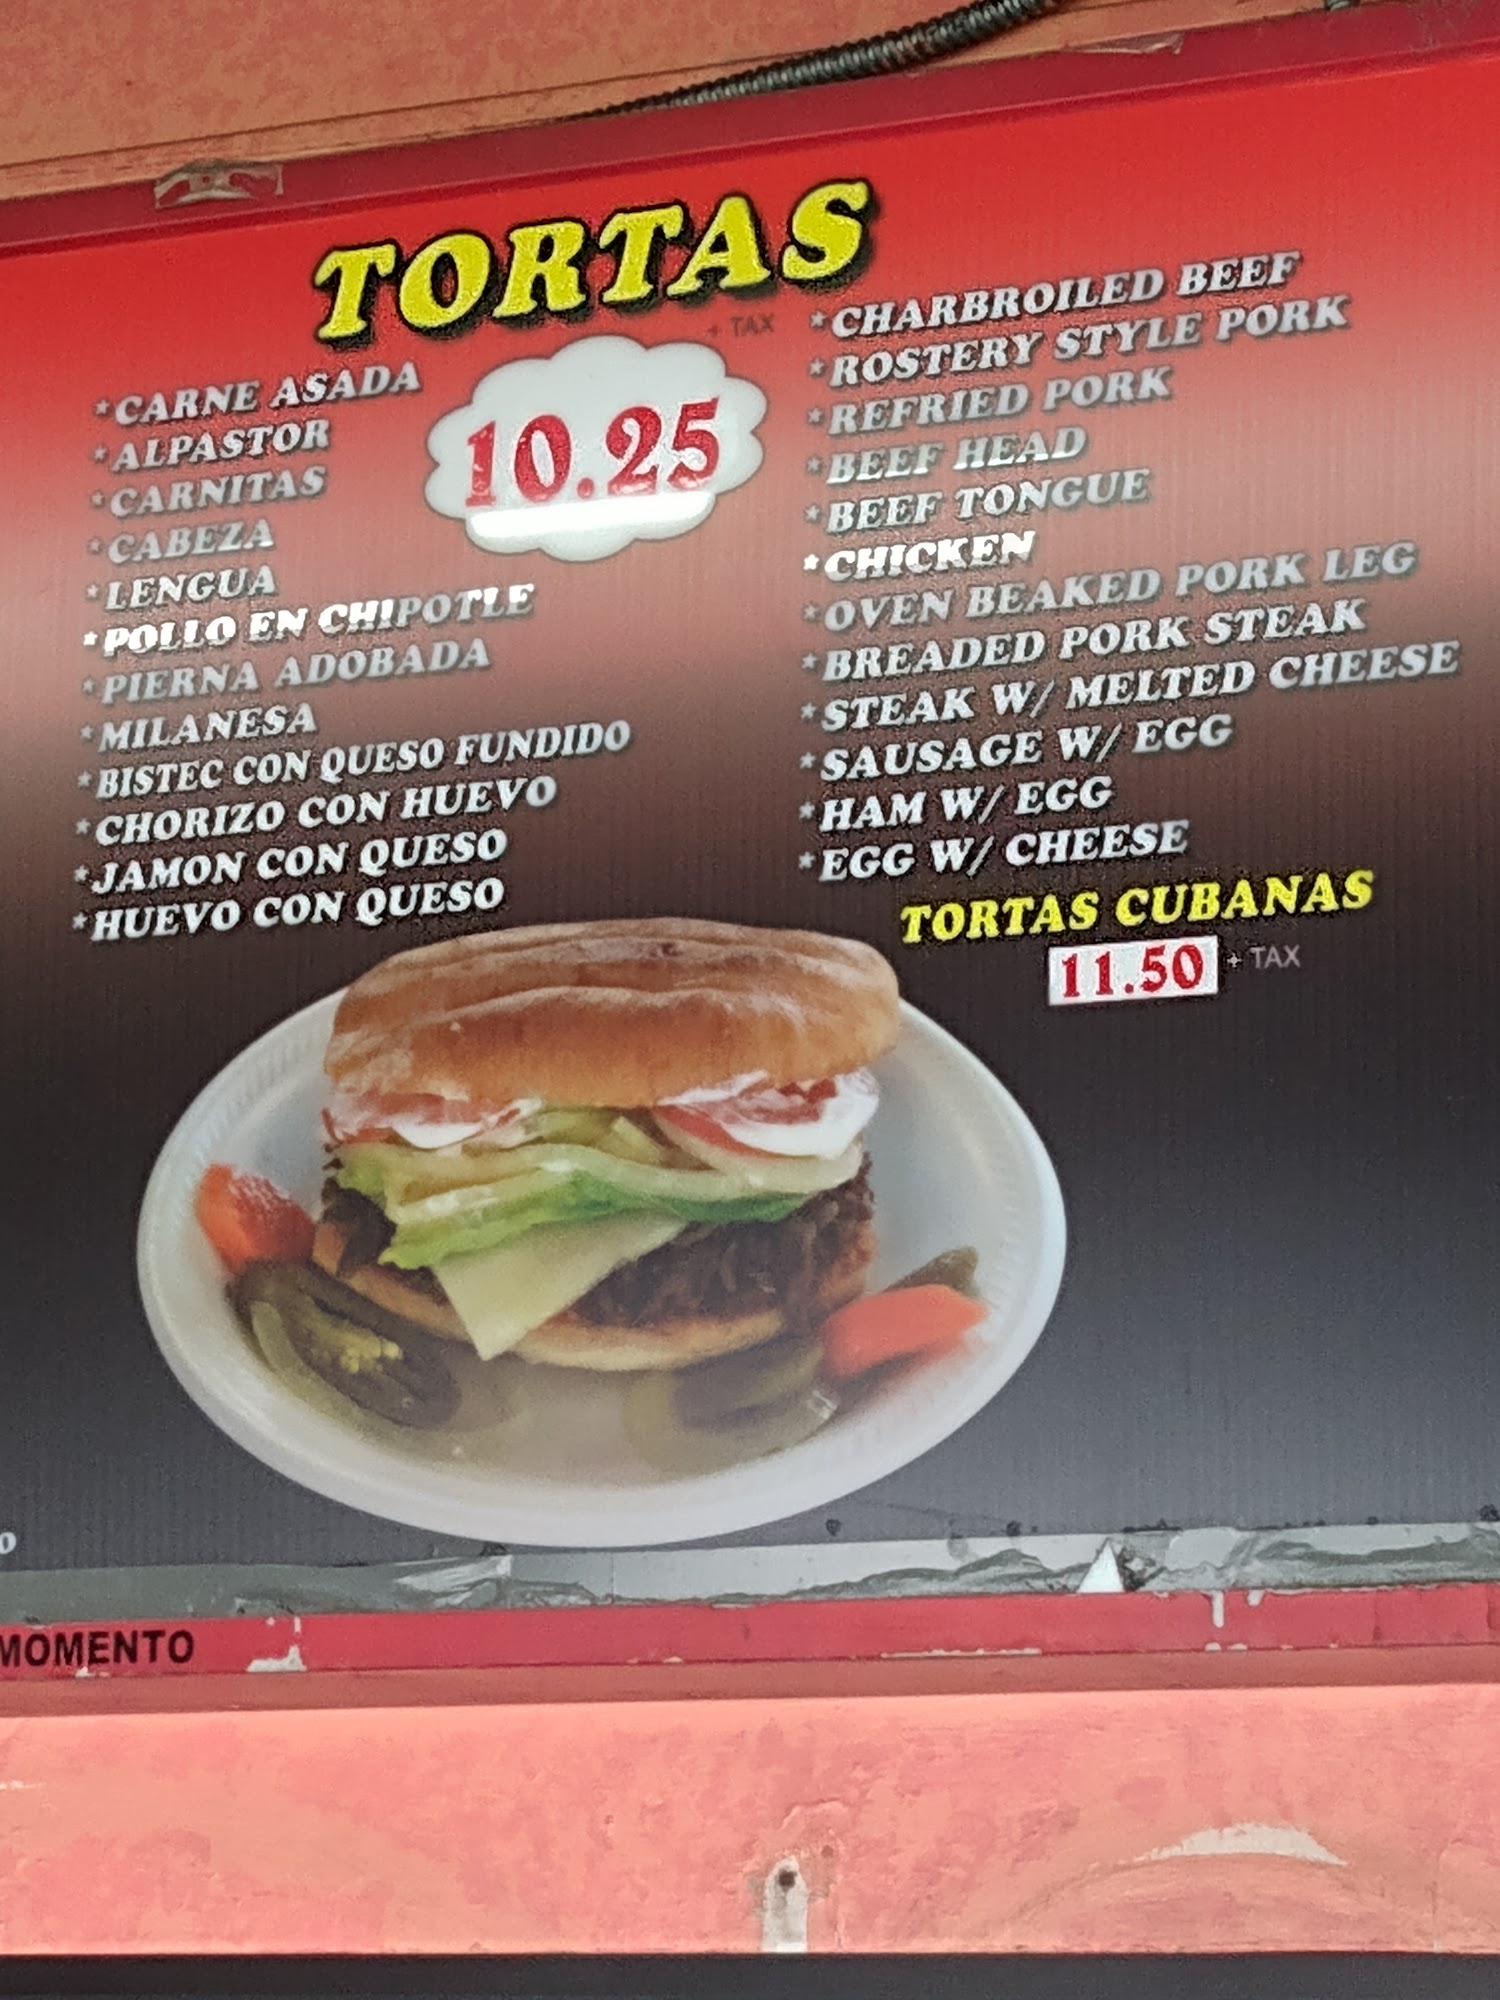 TORTAS
+ TAX
10.25
*CARNE ASADA
*ALPASTOR
*CARNITAS
*CABEZA
*LENGUA
*POLLO EN CHIPOTLE
*PIERNA ADOBADA
*MILANESA
*BISTEC CON QUESO FUNDIDO
*CHORIZO CON HUEVO
*JAMON CON QUESO
*HUEVO CON QUESO
*CHARBROILED BEEF
*ROSTERY STYLE PORK
*REFRIED PORK
*BEEF HEAD
*BEEF TONGUE
*CHICKEN
*OVEN BEAKED PORK LEG
*BREADED PORK STEAK
*STEAK W/ MELTED CHEESE
*SAUSAGE W/ EGG
*HAM W/ EGG
*EGG W/ CHEESE
TORTAS CUBANAS
11.50 + TAX
MOMENTO